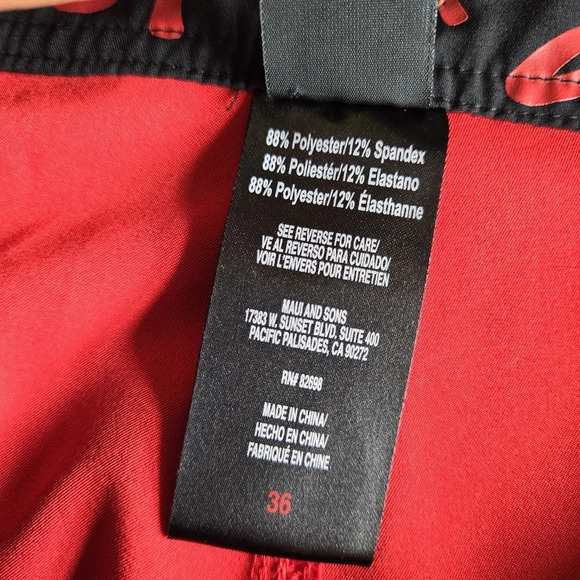 88% Polyester/12% Spandex
88% Poliestér/12% Elastano
88% Polyester/12% Élasthanne
SEE REVERSE FOR CARE/
VE AL REVERSO PARA CUIDADO/
VOIR L'ENVERS POUR ENTRETIEN
MAUI AND SONS
17383 W. SUNSET BLVD. SUITE 400
PACIFIC PALISADES, CA 90272
RN# 82698
MADE IN CHINA/
HECHO EN CHINA/
FABRIQUÉ EN CHINE
36